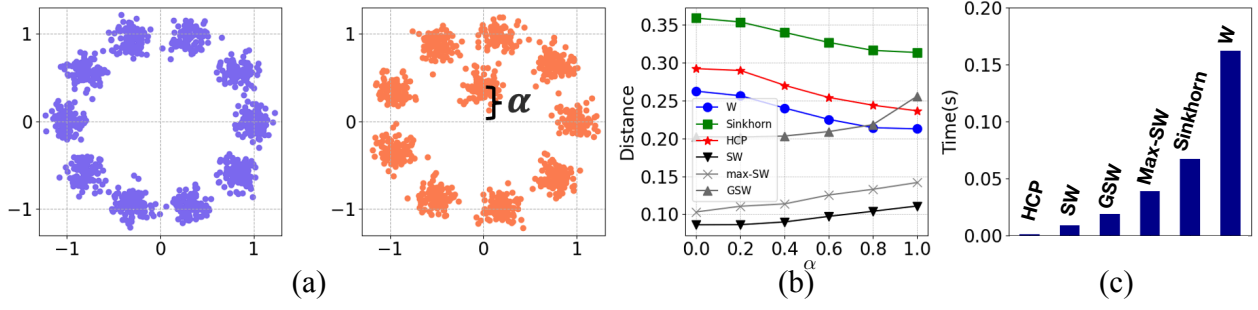 1
0
−1
−1
0
1
1
0
−1
−1
0
1
α
(a)
Distance
0.35
0.30
0.25
0.20
0.15
0.10
W
Sinkhorn
HCP
SW
max-SW
GSW
0.0 0.2 0.4 0.6 0.8 1.0
α
(b)
Time(s)
0.20
0.15
0.10
0.05
0.00
HCP
SW
GSW
Max-SW
Sinkhorn
W
(c)